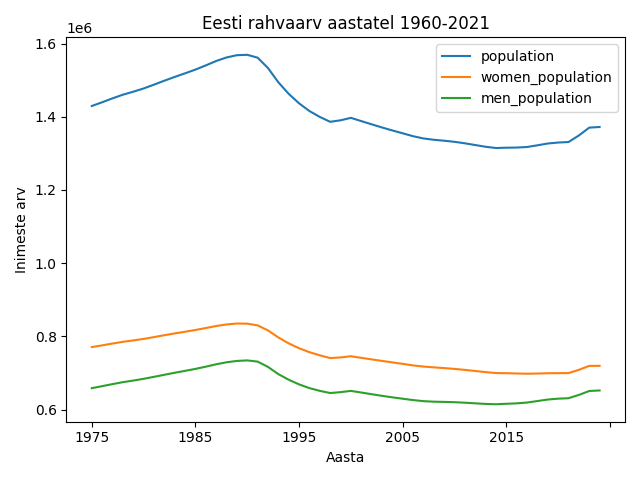 Eesti rahvaarv aastatel 1960-2021
1e6
population
women_population
men_population
1.6
1.4
1.2
1.0
0.8
0.6
Inimeste arv
1975 1985 1995 2005 2015
Aasta